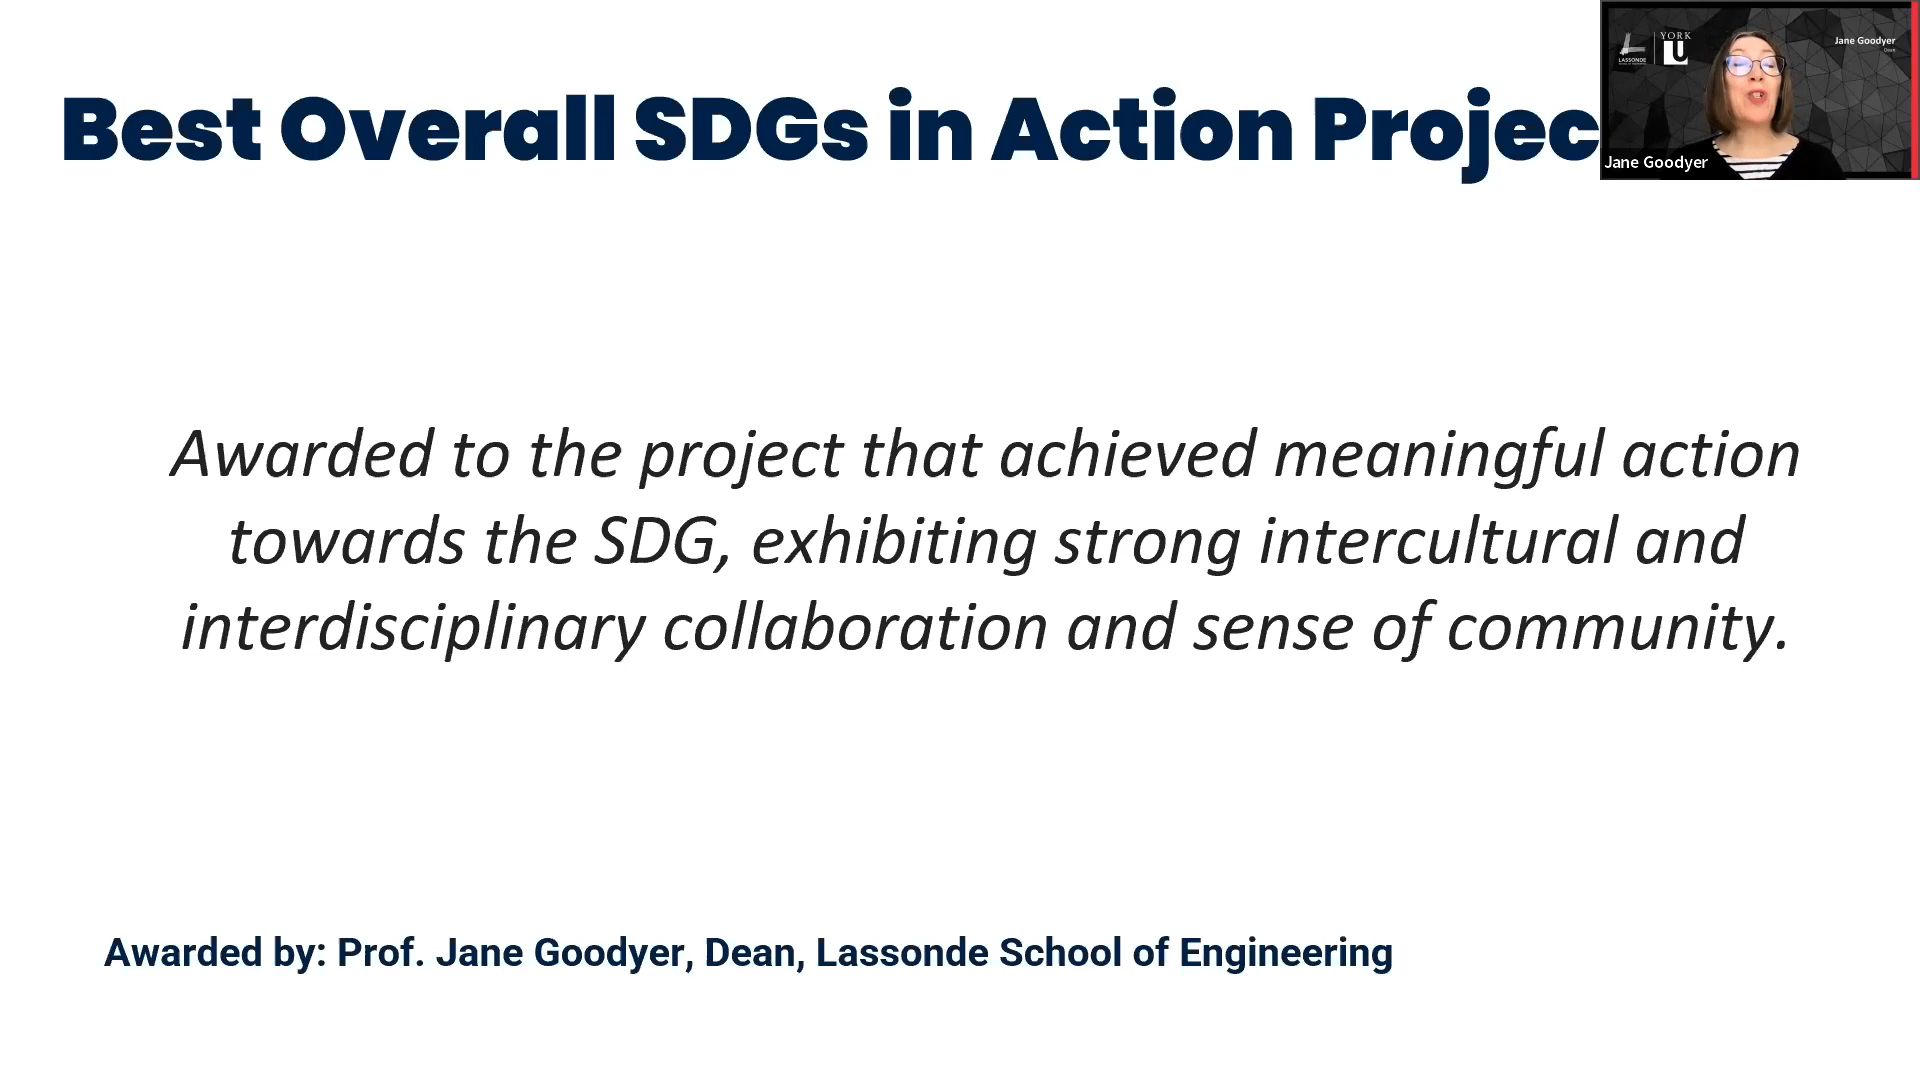 Best Overall SDGs in Action Projec
YORK
U
LASSONDE
Jane Goodyer
Dean
Jane Goodyer
Awarded to the project that achieved meaningful action
towards the SDG, exhibiting strong intercultural and
interdisciplinary collaboration and sense of community.
Awarded by: Prof. Jane Goodyer, Dean, Lassonde School of Engineering